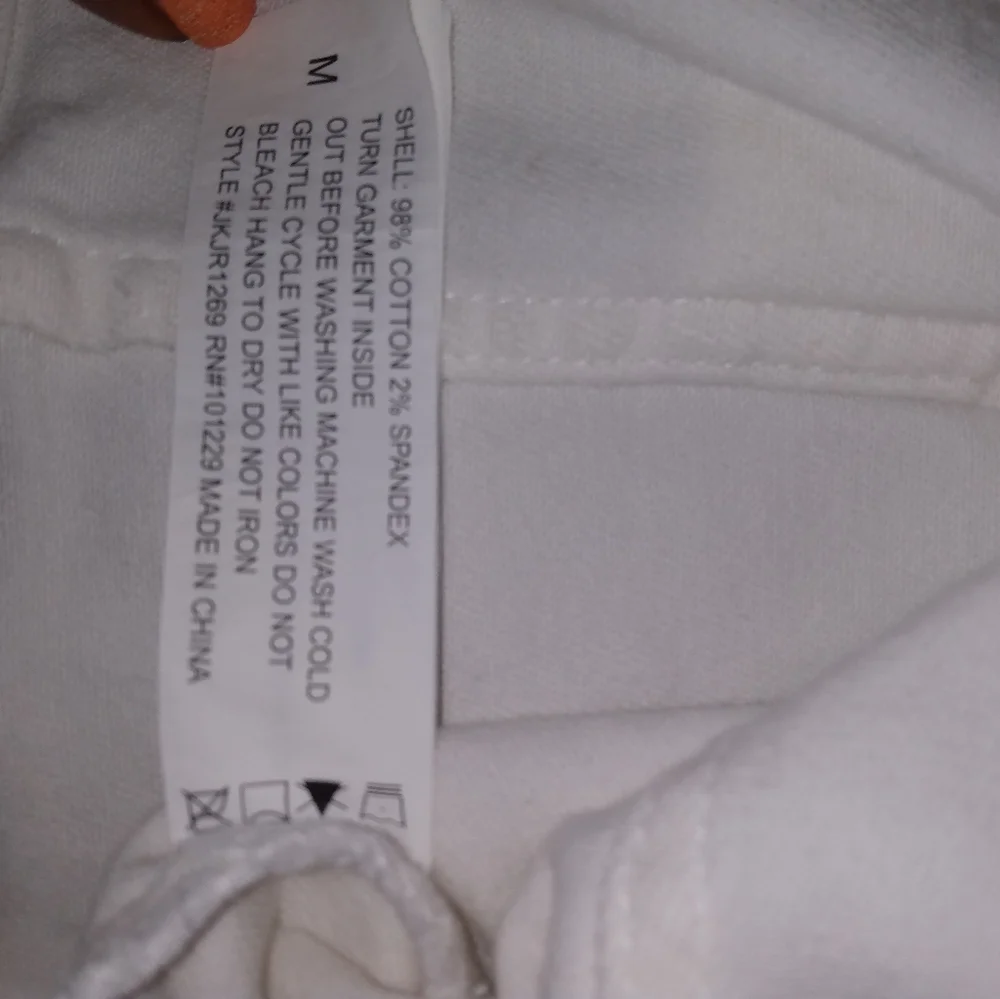 M
SHELL: 98% COTTON 2% SPANDEX
TURN GARMENT INSIDE
OUT BEFORE WASHING MACHINE WASH COLD
GENTLE CYCLE WITH LIKE COLORS DO NOT
BLEACH HANG TO DRY DO NOT IRON
STYLE #JKJR1269 RN#101229 MADE IN CHINA